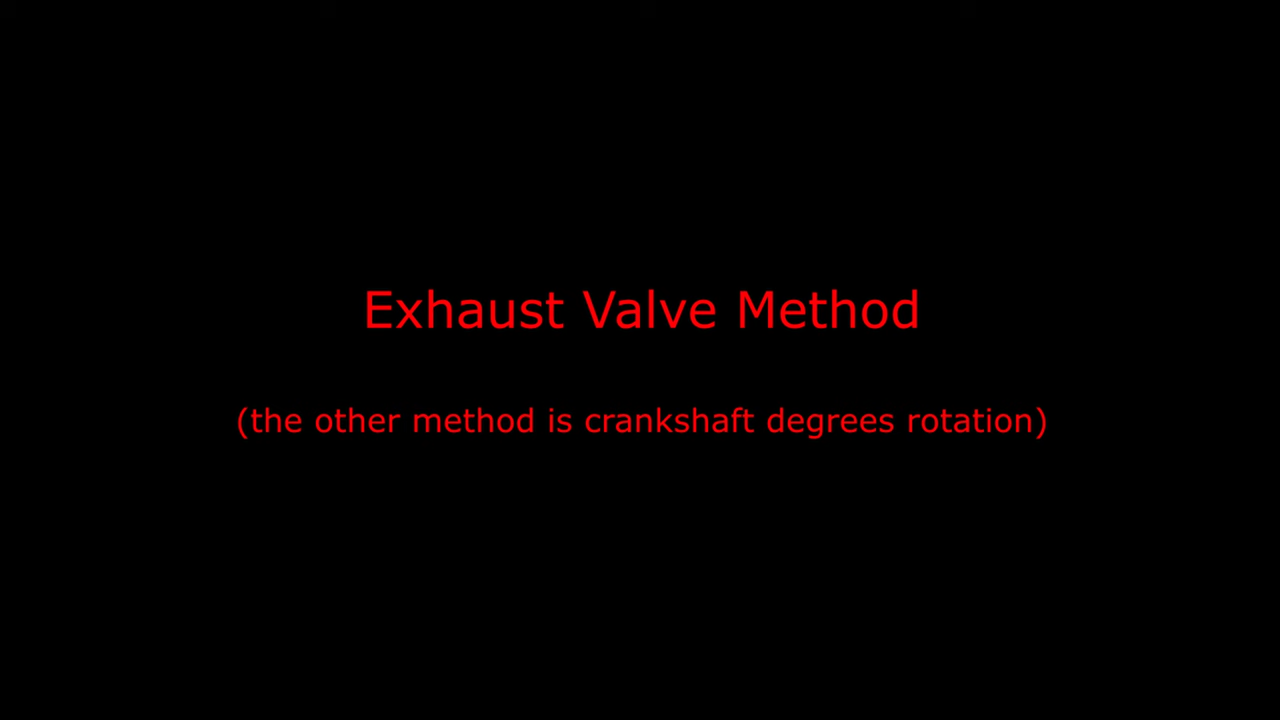 Exhaust Valve Method
(the other method is crankshaft degrees rotation)